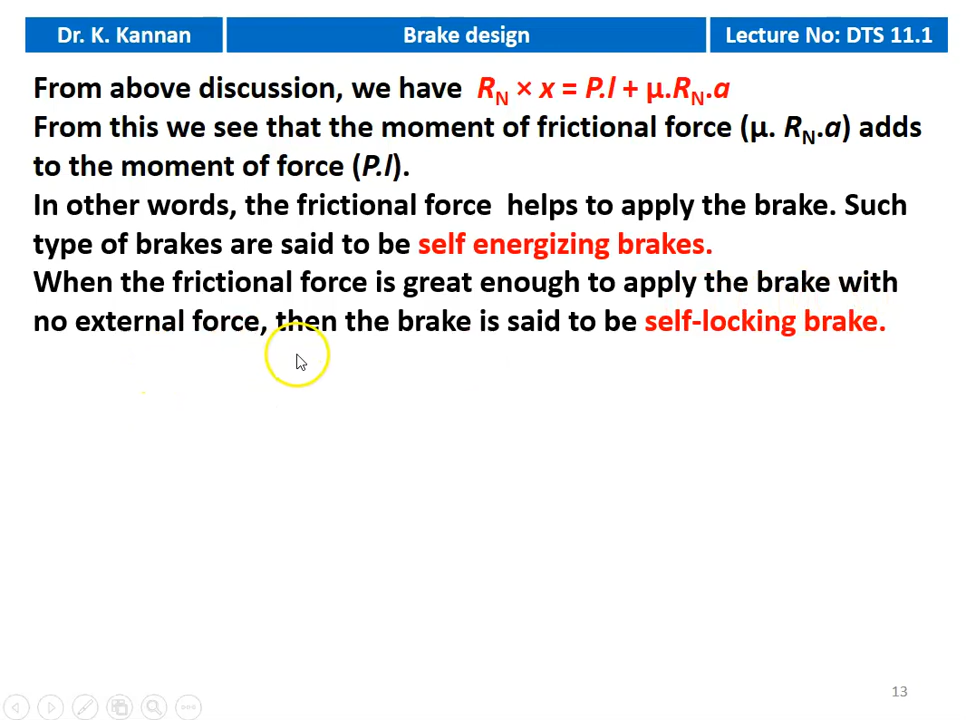 Dr. K. Kannan
Brake design
Lecture No: DTS 11.1
From above discussion, we have R_N × x = P.l + μ.R_N.a
From this we see that the moment of frictional force (μ. R_N.a) adds
to the moment of force (P.l).
In other words, the frictional force helps to apply the brake. Such
type of brakes are said to be self energizing brakes.
When the frictional force is great enough to apply the brake with
no external force, then the brake is said to be self-locking brake.
13